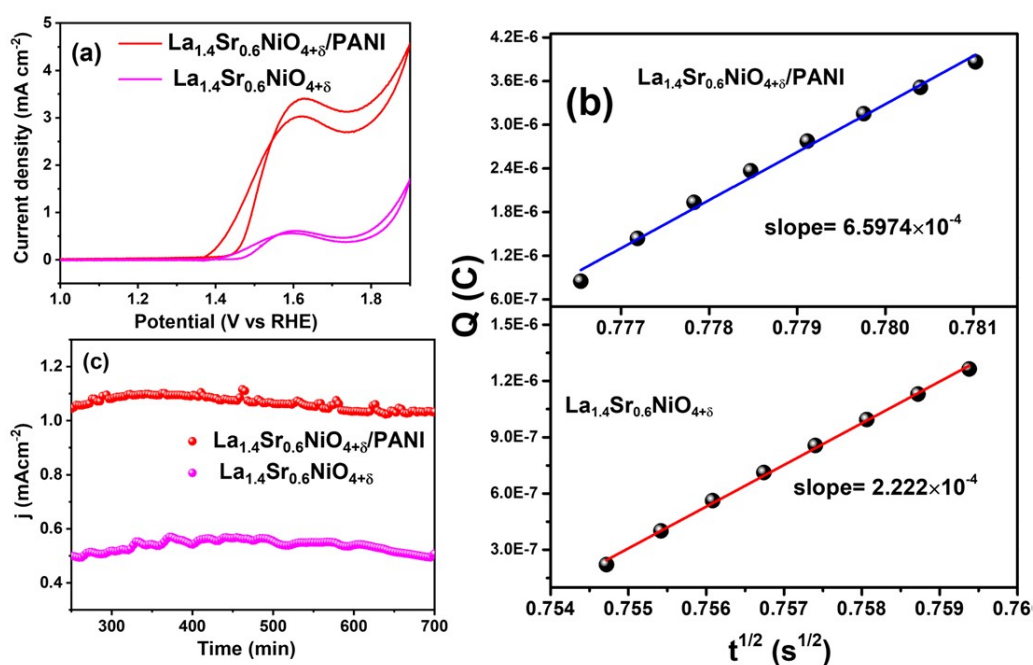 (a)
La1.4Sr0.6NiO4+δ/PANI
La1.4Sr0.6NiO4+δ
Current density (mA cm-2)
5
4
3
2
1
0
1.0 1.2 1.4 1.6 1.8
Potential (V vs RHE)
(c)
La1.4Sr0.6NiO4+δ/PANI
La1.4Sr0.6NiO4+δ
j (mAcm-2)
1.2
1.0
0.8
0.6
0.4
300 400 500 600 700
Time (min)
(b)
La1.4Sr0.6NiO4+δ/PANI
slope= 6.5974×10-4
4.2E-6
3.6E-6
3.0E-6
2.4E-6
1.8E-6
1.2E-6
6.0E-7
0.777 0.778 0.779 0.780 0.781
Q (C)
1.5E-6
1.2E-6
9.0E-7
6.0E-7
3.0E-7
La1.4Sr0.6NiO4+δ
slope= 2.222×10-4
0.754 0.755 0.756 0.757 0.758 0.759 0.76
t1/2 (s1/2)